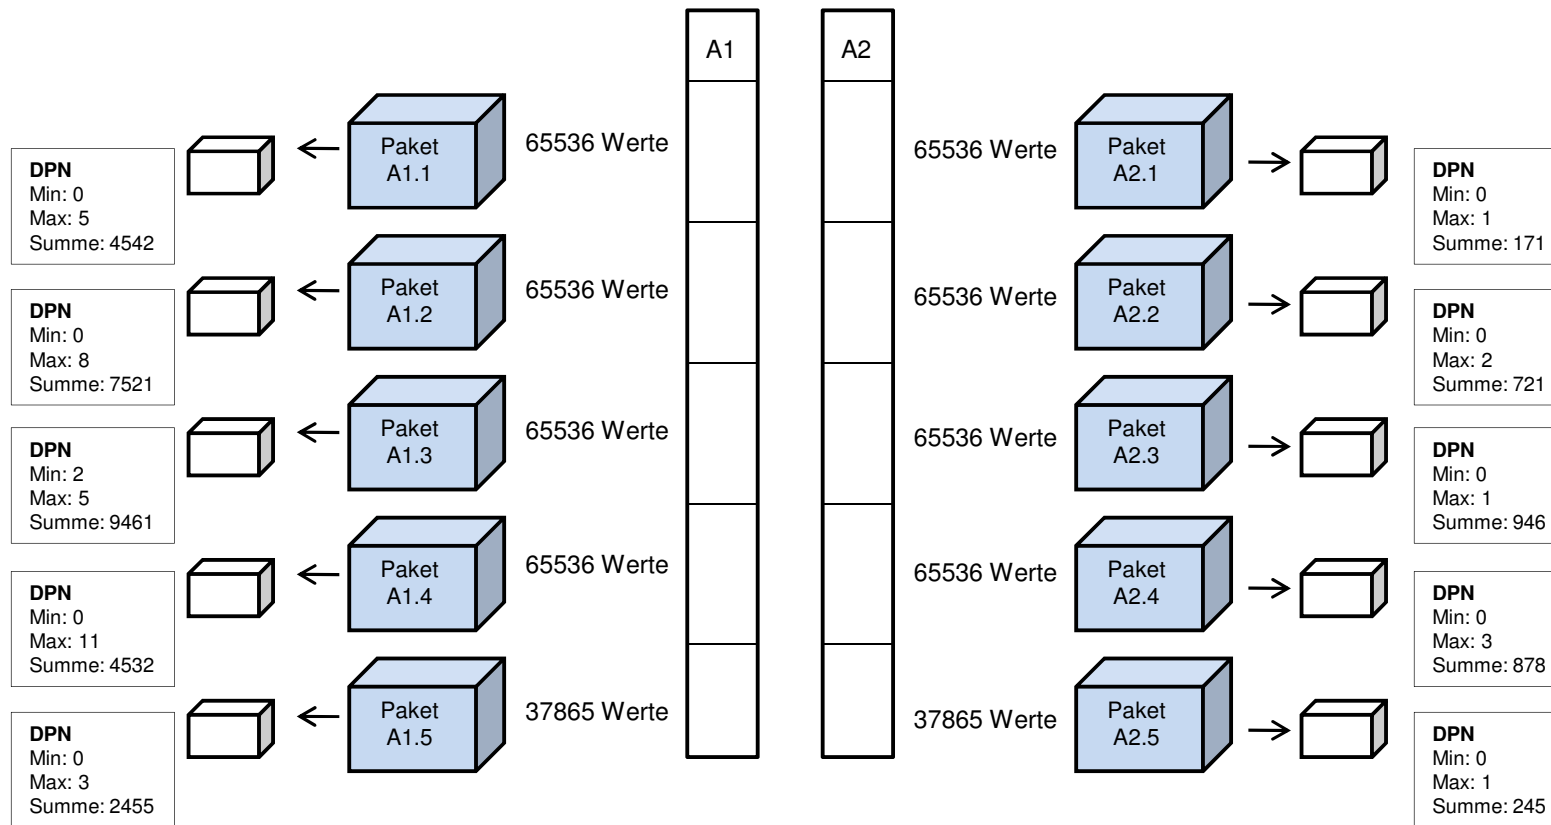 A1
A2
65536 Werte
Paket
A1.1
DPN
Min: 0
Max: 5
Summe: 4542
65536 Werte
Paket
A2.1
DPN
Min: 0
Max: 1
Summe: 171
65536 Werte
Paket
A1.2
DPN
Min: 0
Max: 8
Summe: 7521
65536 Werte
Paket
A2.2
DPN
Min: 0
Max: 2
Summe: 721
65536 Werte
Paket
A1.3
DPN
Min: 2
Max: 5
Summe: 9461
65536 Werte
Paket
A2.3
DPN
Min: 0
Max: 1
Summe: 946
65536 Werte
Paket
A1.4
DPN
Min: 0
Max: 11
Summe: 4532
65536 Werte
Paket
A2.4
DPN
Min: 0
Max: 3
Summe: 878
37865 Werte
Paket
A1.5
DPN
Min: 0
Max: 3
Summe: 2455
37865 Werte
Paket
A2.5
DPN
Min: 0
Max: 1
Summe: 245